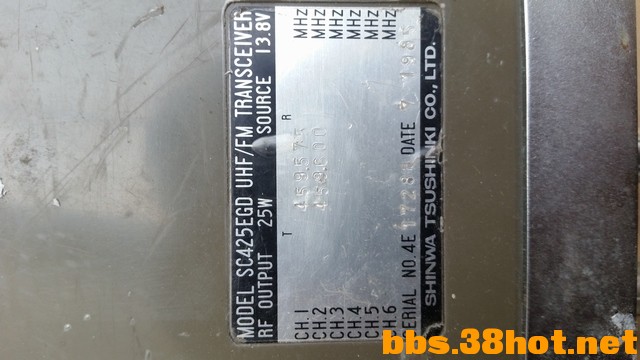 MODEL SC425EGD UHF/FM TRANSCEIVER
RF OUTPUT 25W SOURCE 13.8V
T R
CH.1 MHz
CH.2 MHz
CH.3 MHz
CH.4 MHz
CH.5 MHz
CH.6 MHz
SERIAL NO.4E DATE 1985
SHINWA TSUSHINKI CO., LTD.
bbs.38hot.net